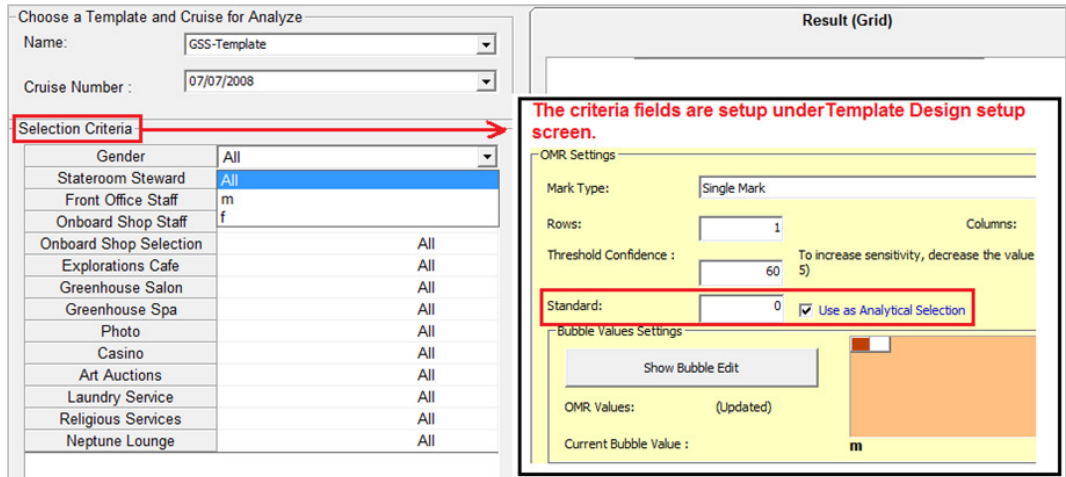 Choose a Template and Cruise for Analyze
Name:
GSS-Template
Cruise Number :
07/07/2008
Selection Criteria
Gender
All
Stateroom Steward
All
Front Office Staff
m
Onboard Shop Staff
f
Onboard Shop Selection
All
Explorations Cafe
All
Greenhouse Salon
All
Greenhouse Spa
All
Photo
All
Casino
All
Art Auctions
All
Laundry Service
All
Religious Services
All
Neptune Lounge
All
Result (Grid)
The criteria fields are setup underTemplate Design setup
screen.
OMR Settings
Mark Type:
Single Mark
Rows:
1
Columns:
Threshold Confidence :
60
To increase sensitivity, decrease the value
5)
Standard:
0
Use as Analytical Selection
Bubble Values Settings
Show Bubble Edit
OMR Values:
(Updated)
Current Bubble Value :
m